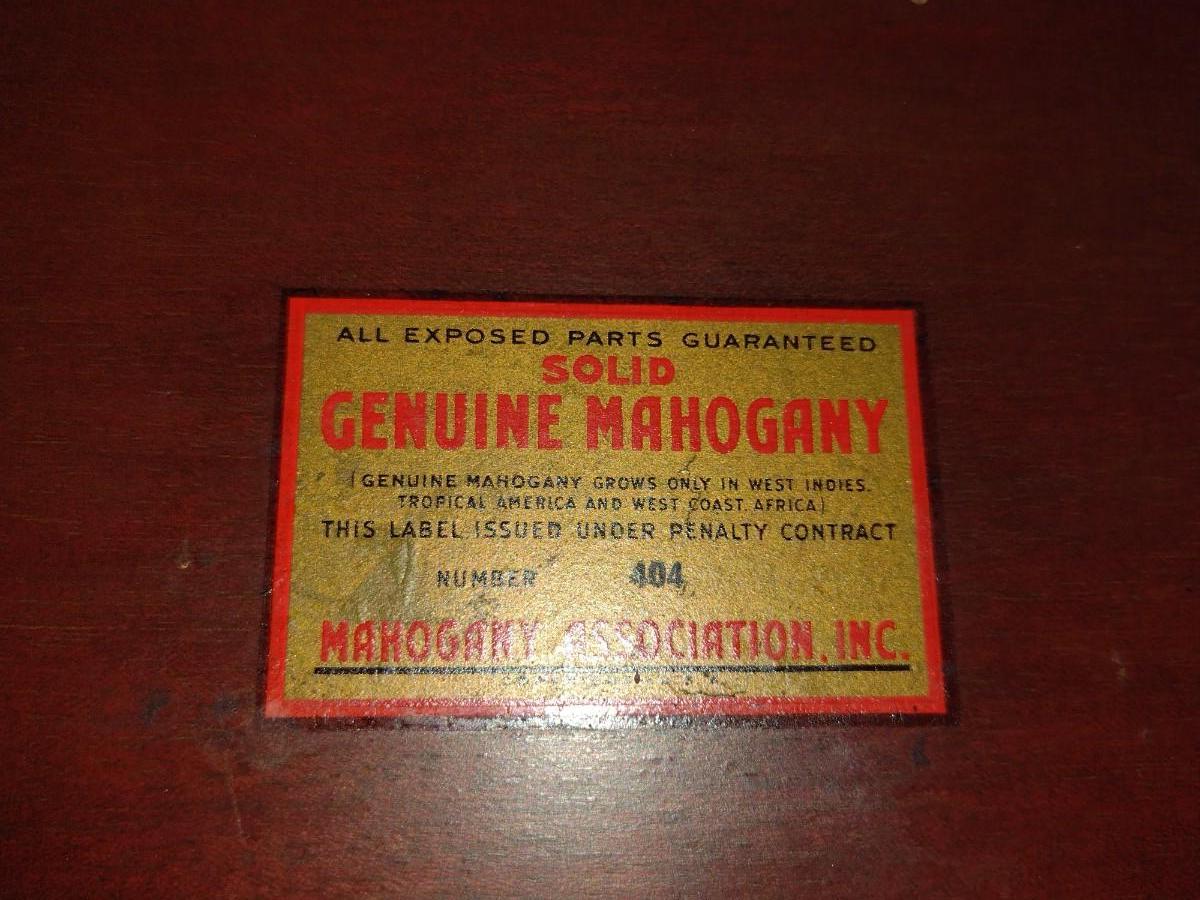 ALL EXPOSED PARTS GUARANTEED
SOLID
GENUINE MAHOGANY
(GENUINE MAHOGANY GROWS ONLY IN WEST INDIES.
TROPICAL AMERICA AND WEST COAST AFRICA)
THIS LABEL ISSUED UNDER PENALTY CONTRACT
NUMBER 404
MAHOGANY ASSOCIATION, INC.